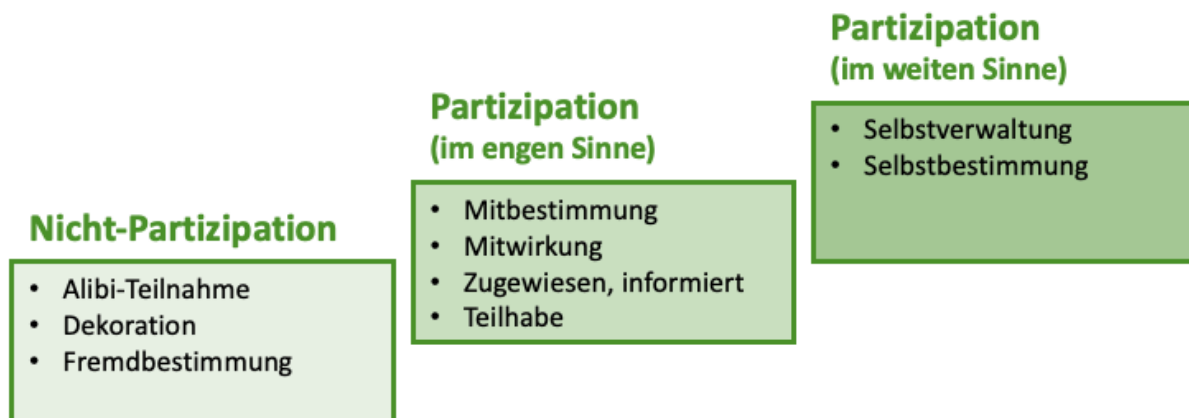 Nicht-Partizipation
• Alibi-Teilnahme
• Dekoration
• Fremdbestimmung
Partizipation
(im engen Sinne)
• Mitbestimmung
• Mitwirkung
• Zugewiesen, informiert
• Teilhabe
Partizipation
(im weiten Sinne)
• Selbstverwaltung
• Selbstbestimmung